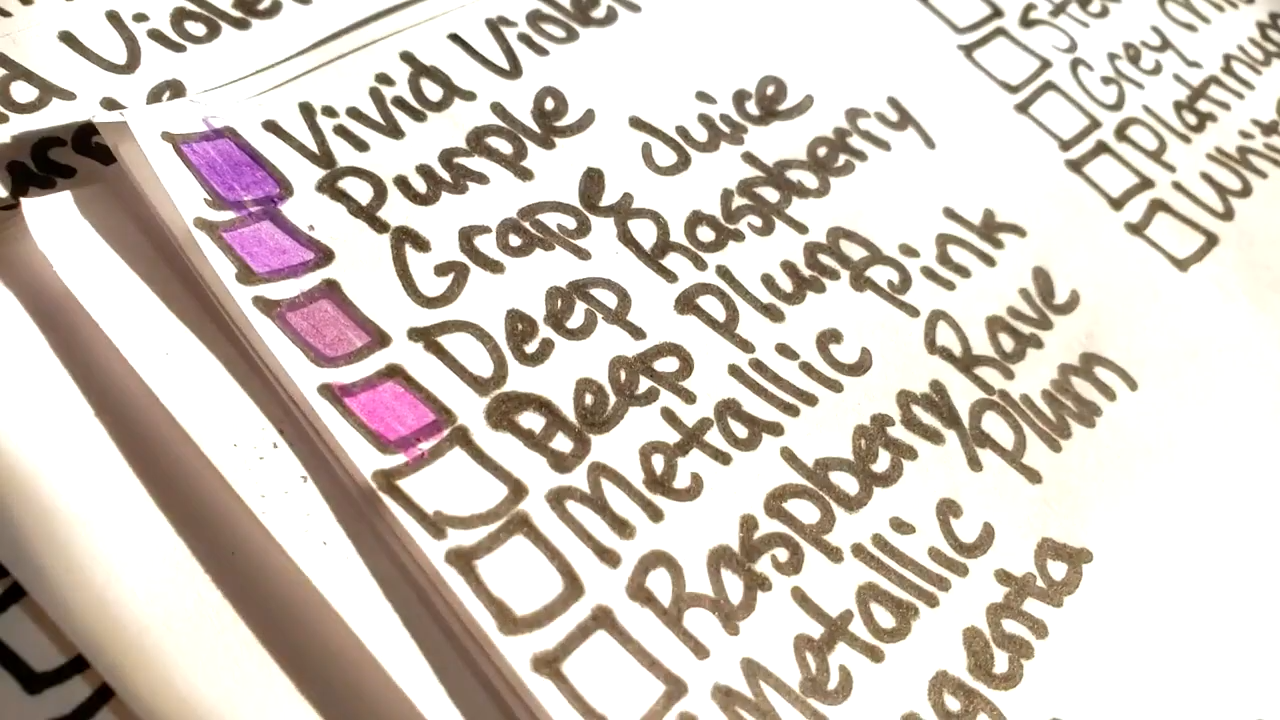 Vivid Violet
Purple
Grape Juice
Deep Raspberry
Deep Plum
Metallic Pink
Raspberry Rave
Metallic Plum
Grey
Platinum